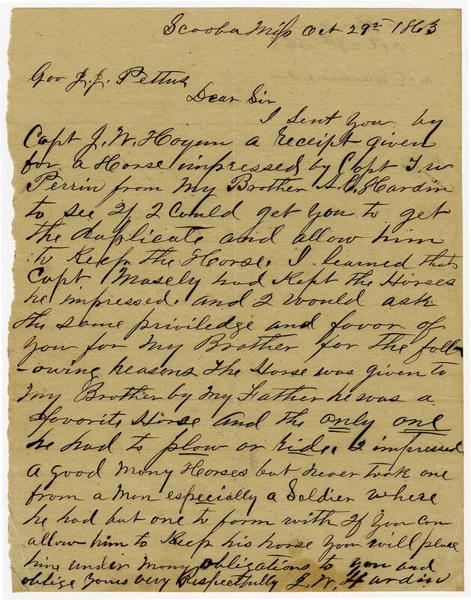 Scooba Miss Oct 29th 1863
Gov J.J. Pettus
Dear Sir
I sent you by
Capt J. W. a receipt given
for a Horse impressed by Capt T. W
Perrin from My Brother A. C. Hardin
to see if I could get you to get
the duplicate and allow him
to Keep the Horse. I learned that
Capt. Mosely had Kept the Horses
he impressed and I would ask
the same priviledge and favor of
you for My Brother for the foll
-owing reasons The Horse was given to
My Brother by My Father he was a
favorite Horse and the only one
he had to plow or ride. I impressed
a good many Horses but never took one
from a Man especially a Soldier where
he had but one to farm with If you can
allow him to Keep his horse you will place
him under Many obligations to you and
oblige Yours very Respectfully J. W. Hardin